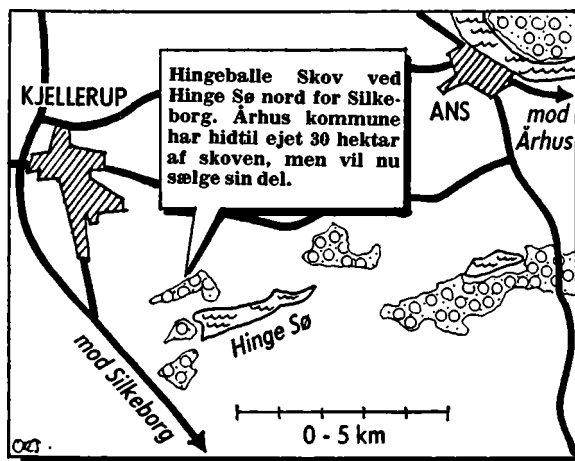 Hingeballe Skov ved
Hinge Sø nord for Silke-
borg. Århus kommune
har hidtil ejet 30 hektar
af skoven, men vil nu
sælge sin del.
KJELLERUP
ANS
mod
Århus
Hinge Sø
mod Silkeborg
0 - 5 km